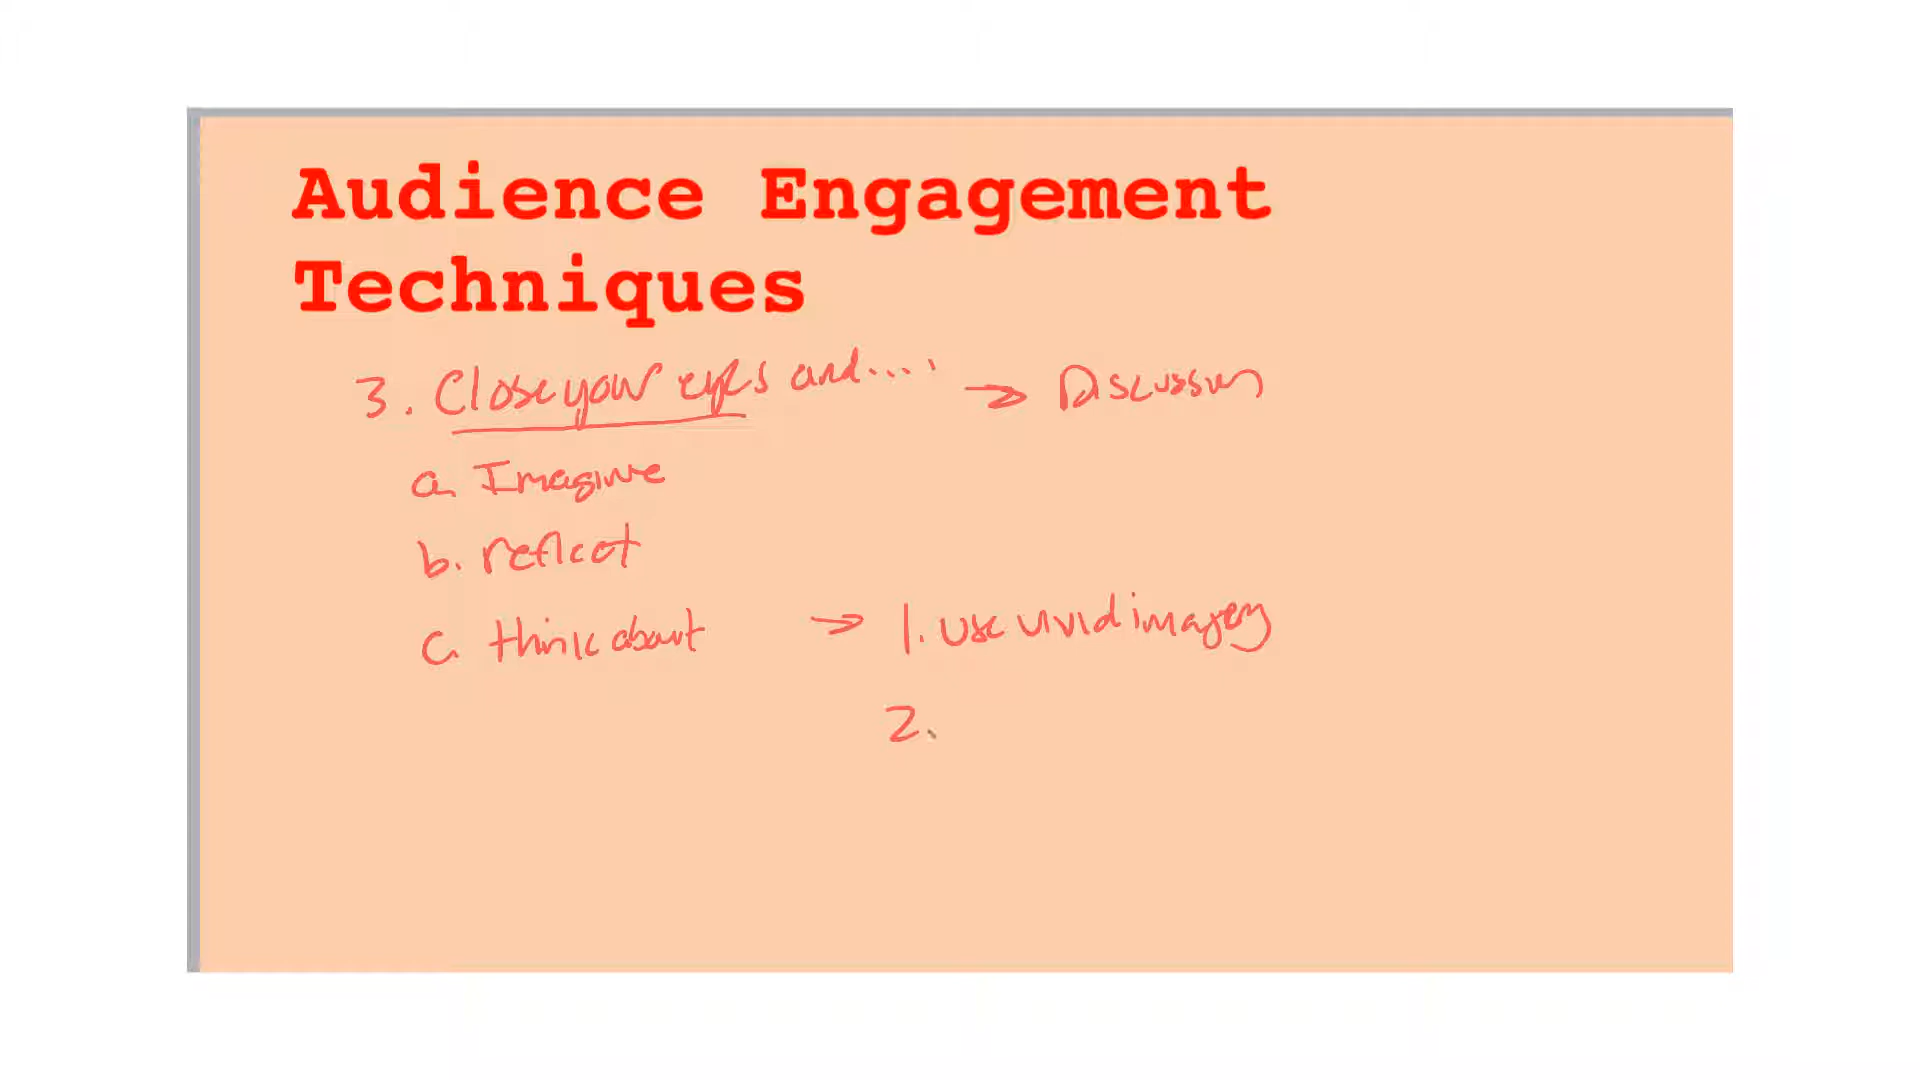 Audience Engagement
Techniques
3. Close your eyes and.... → Discussion
a. Imagine
b. reflect
c. think about → 1. use vivid imagery
2.